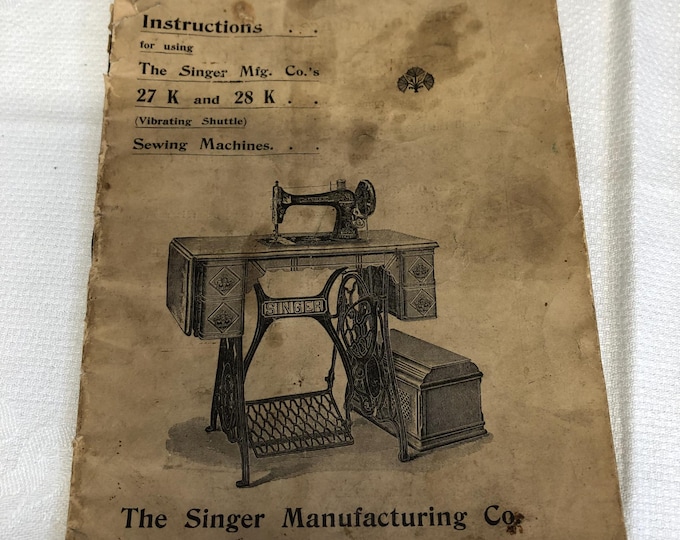 Instructions . . .
for using
The Singer Mfg. Co.'s
27 K and 28 K . .
(Vibrating Shuttle)
Sewing Machines. . .
SINGER
The Singer Manufacturing Co.